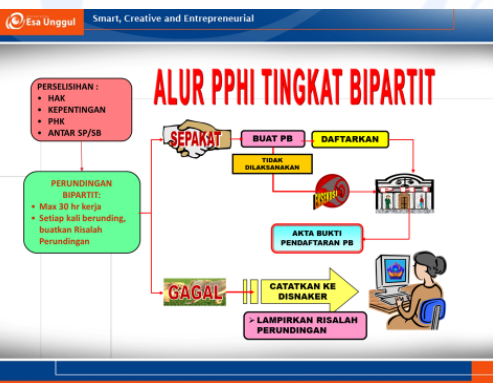 Esa Unggul
Smart, Creative and Entrepreneurial
ALUR PPHI TINGKAT BIPARTIT
PERSELISIHAN :
• HAK
• KEPENTINGAN
• PHK
• ANTAR SP/SB
PERUNDINGAN
BIPARTIT:
• Max 30 hr kerja
• Setiap kali berunding,
buatkan Risalah
Perundingan
SEPAKAT
BUAT PB
DAFTARKAN
TIDAK
DILAKSANAKAN
AKTA BUKTI
PENDAFTARAN PB
GAGAL
CATATKAN KE
DISNAKER
➢ LAMPIRKAN RISALAH
PERUNDINGAN